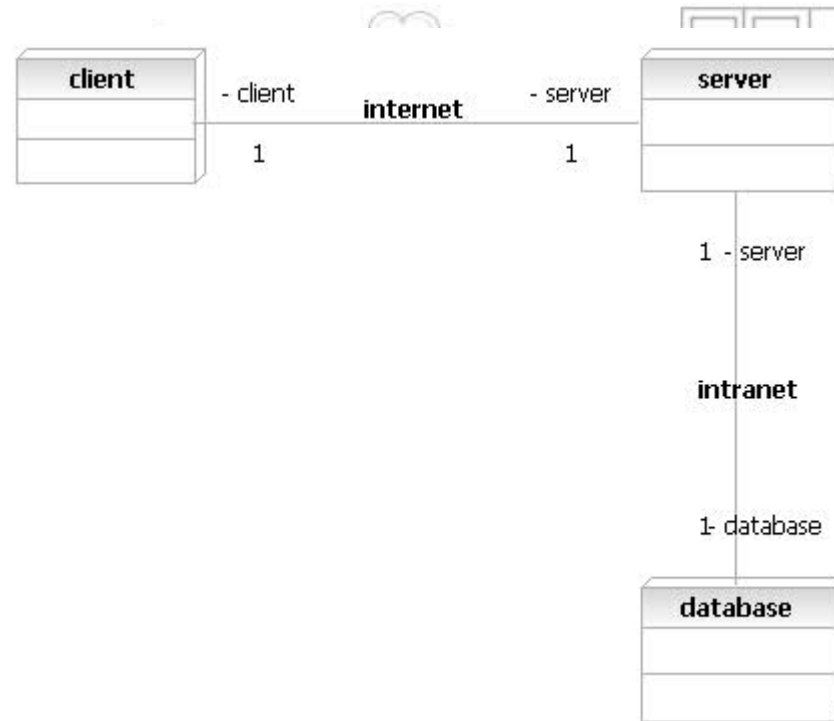 client
server
- client
internet
- server
1
1
1 - server
intranet
1- database
database